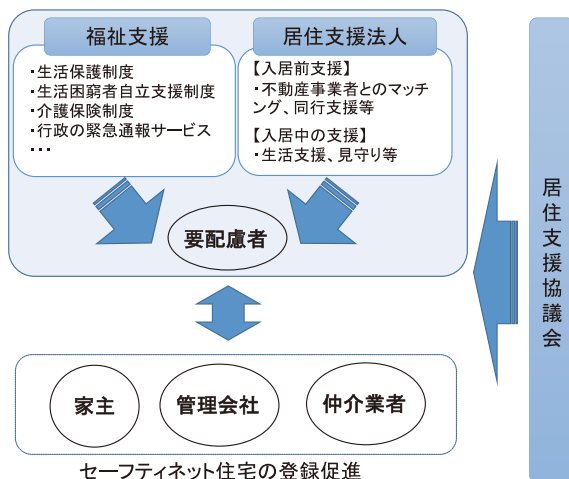 福祉支援
・生活保護制度
・生活困窮者自立支援制度
・介護保険制度
・行政の緊急通報サービス
・・・
居住支援法人
【入居前支援】
・不動産事業者とのマッチ
ング、同行支援等
【入居中の支援】
・生活支援、見守り等
要配慮者
居住支援協議会
家主
管理会社
仲介業者
セーフティネット住宅の登録促進